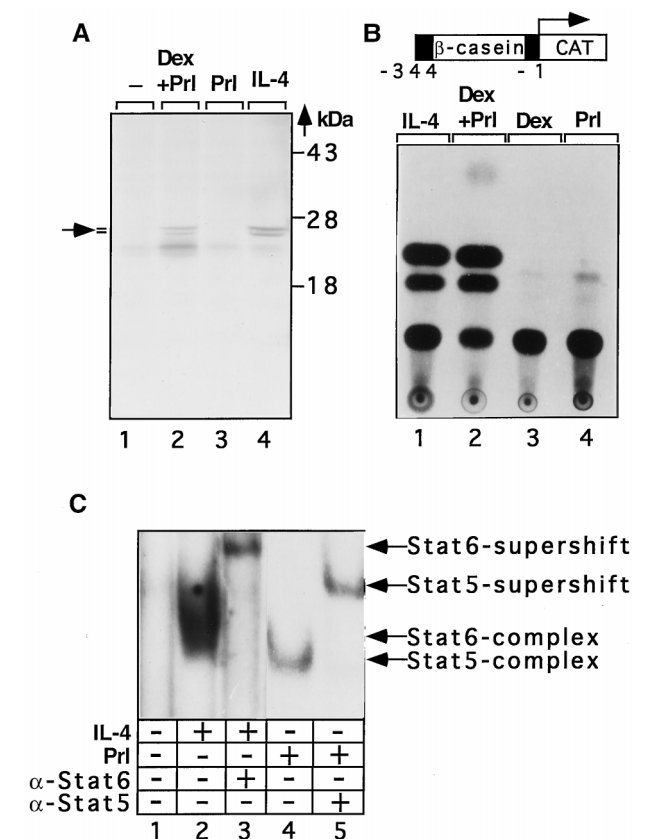 A
Dex
– +Prl Prl IL-4
kDa
43
28
18
1 2 3 4
B
β-casein CAT
-344 -1
Dex
IL-4 +Prl Dex Prl
1 2 3 4
C
Stat6-supershift
Stat5-supershift
Stat6-complex
Stat5-complex
IL-4 - + + - -
Prl - - - + +
α-Stat6 - - + - -
α-Stat5 - - - - +
1 2 3 4 5